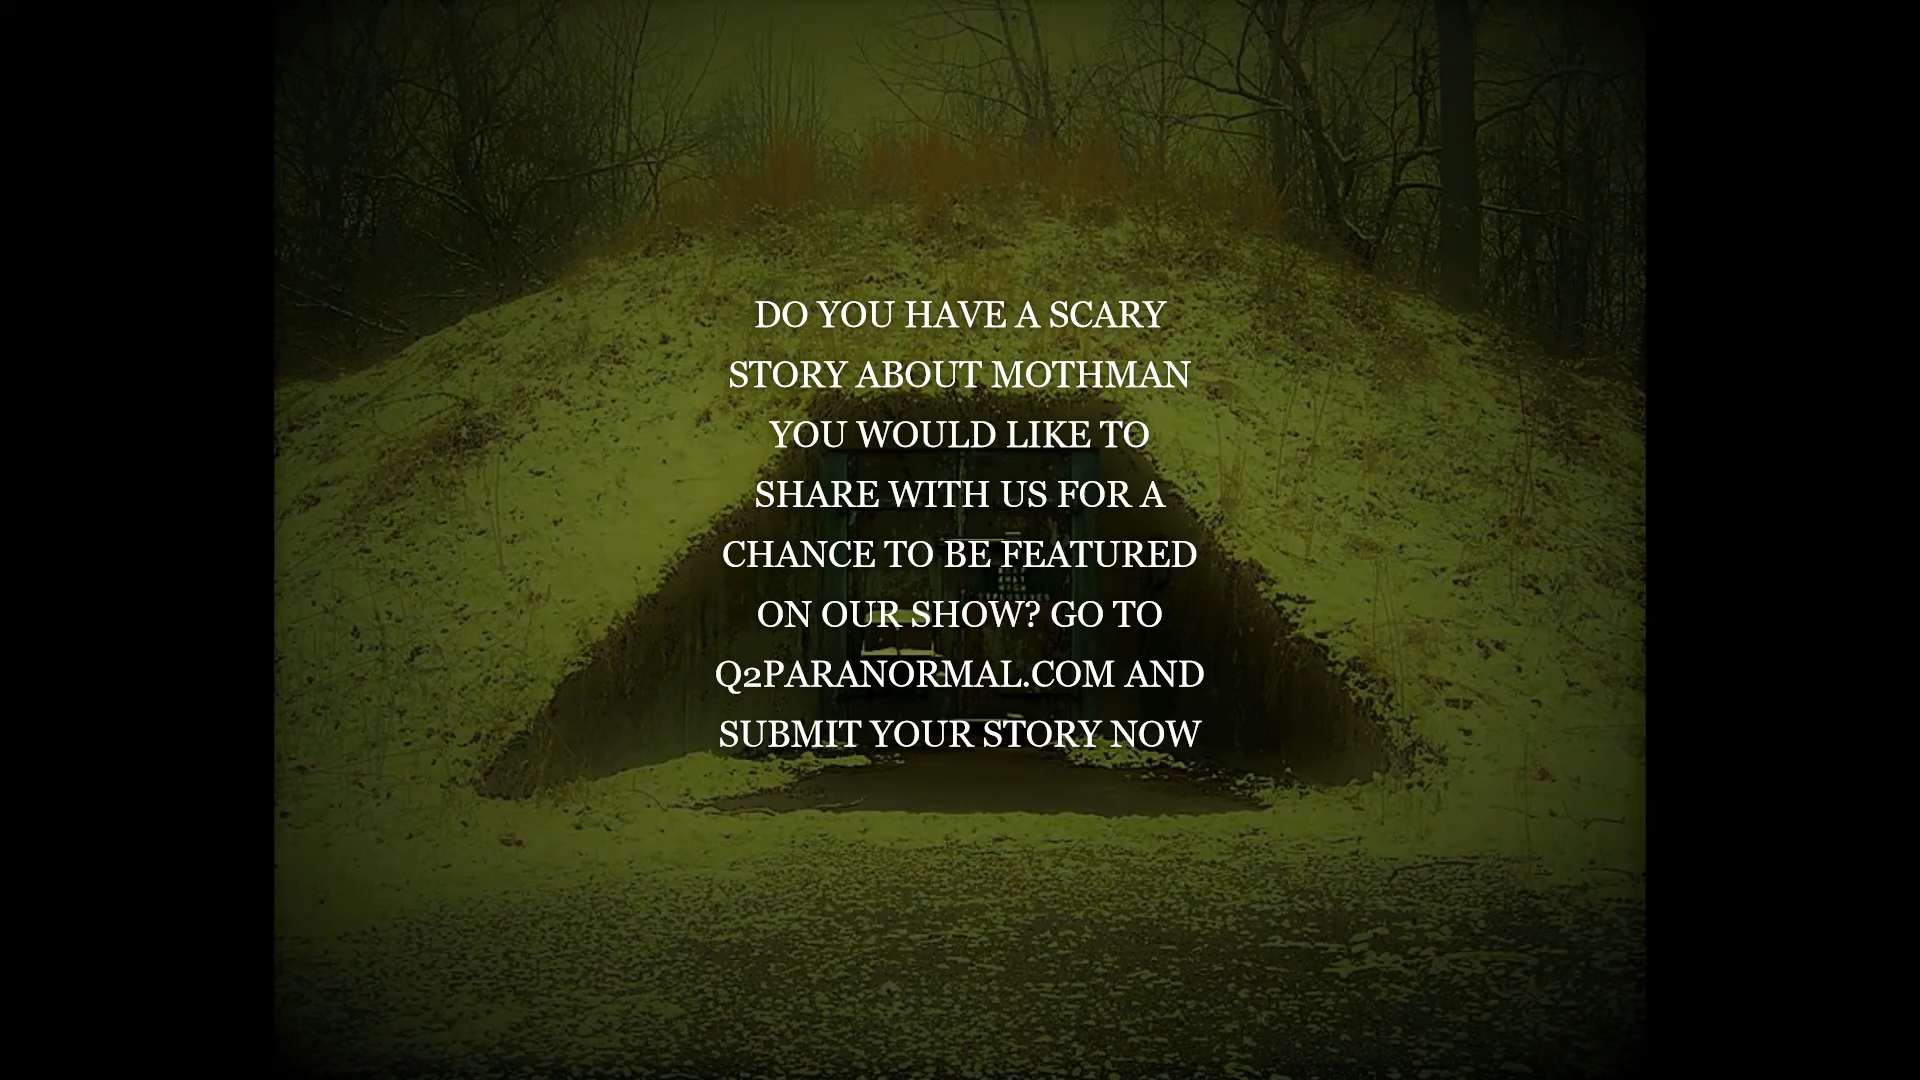 DO YOU HAVE A SCARY
STORY ABOUT MOTHMAN
YOU WOULD LIKE TO
SHARE WITH US FOR A
CHANCE TO BE FEATURED
ON OUR SHOW? GO TO
Q2PARANORMAL.COM AND
SUBMIT YOUR STORY NOW